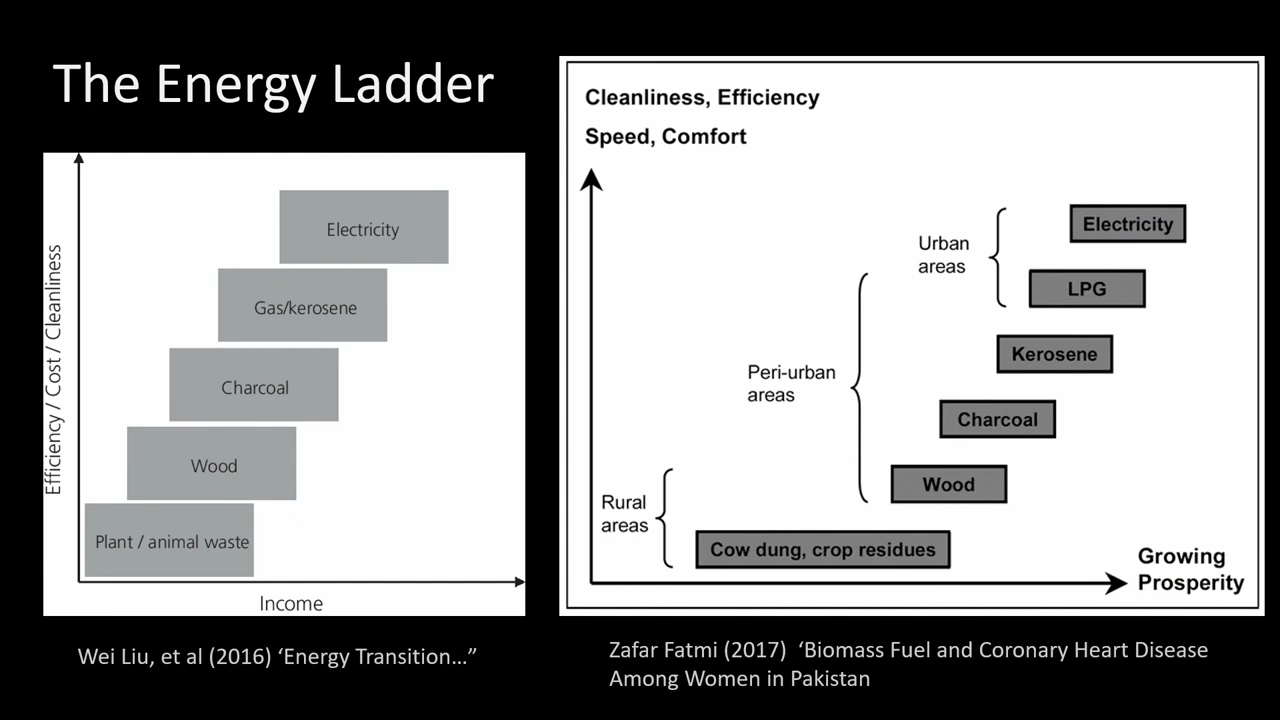 The Energy Ladder
Efficiency / Cost / Cleanliness
Electricity
Gas/kerosene
Charcoal
Wood
Plant / animal waste
Income
Wei Liu, et al (2016) ‘Energy Transition…”
Cleanliness, Efficiency
Speed, Comfort
Urban
areas
Electricity
LPG
Peri-urban
areas
Kerosene
Charcoal
Wood
Rural
areas
Cow dung, crop residues
Growing
Prosperity
Zafar Fatmi (2017)  ‘Biomass Fuel and Coronary Heart Disease
Among Women in Pakistan